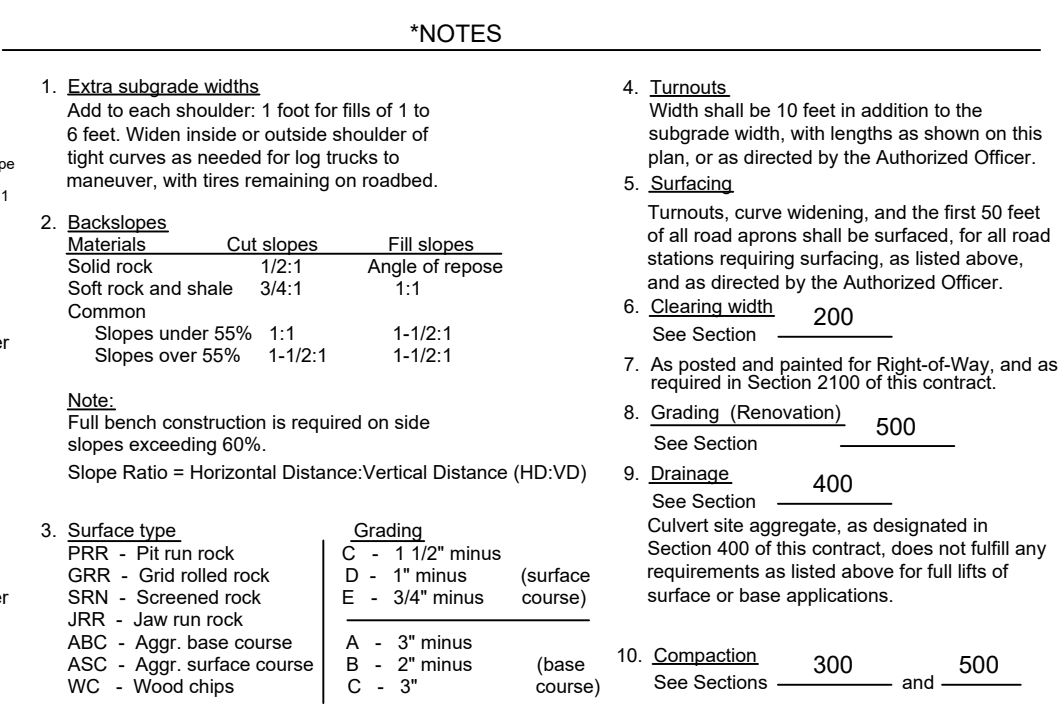 *NOTES
pe
1
er
er
1. Extra subgrade widths
Add to each shoulder: 1 foot for fills of 1 to
6 feet. Widen inside or outside shoulder of
tight curves as needed for log trucks to
maneuver, with tires remaining on roadbed.
2. Backslopes
Materials Cut slopes Fill slopes
Solid rock 1/2:1 Angle of repose
Soft rock and shale 3/4:1 1:1
Common
Slopes under 55% 1:1 1-1/2:1
Slopes over 55% 1-1/2:1 1-1/2:1
Note:
Full bench construction is required on side
slopes exceeding 60%.
Slope Ratio = Horizontal Distance:Vertical Distance (HD:VD)
3. Surface type Grading
PRR - Pit run rock C - 1 1/2" minus
GRR - Grid rolled rock D - 1" minus (surface
SRN - Screened rock E - 3/4" minus course)
JRR - Jaw run rock
ABC - Aggr. base course A - 3" minus
ASC - Aggr. surface course B - 2" minus (base
WC - Wood chips C - 3" course)
4. Turnouts
Width shall be 10 feet in addition to the
subgrade width, with lengths as shown on this
plan, or as directed by the Authorized Officer.
5. Surfacing
Turnouts, curve widening, and the first 50 feet
of all road aprons shall be surfaced, for all road
stations requiring surfacing, as listed above,
and as directed by the Authorized Officer.
6. Clearing width
See Section 200
7. As posted and painted for Right-of-Way, and as
required in Section 2100 of this contract.
8. Grading (Renovation)
See Section 500
9. Drainage
See Section 400
Culvert site aggregate, as designated in
Section 400 of this contract, does not fulfill any
requirements as listed above for full lifts of
surface or base applications.
10. Compaction
See Sections 300 and 500